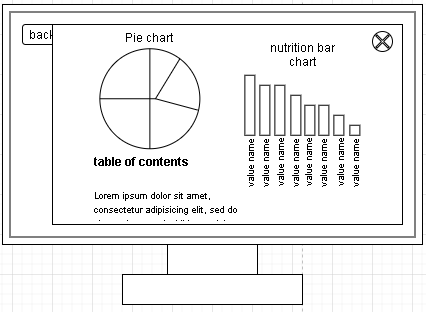 back
Pie chart
nutrition bar
chart
value name
value name
value name
value name
value name
value name
value name
value name
table of contents
Lorem ipsum dolor sit amet,
consectetur adipisicing elit, sed do